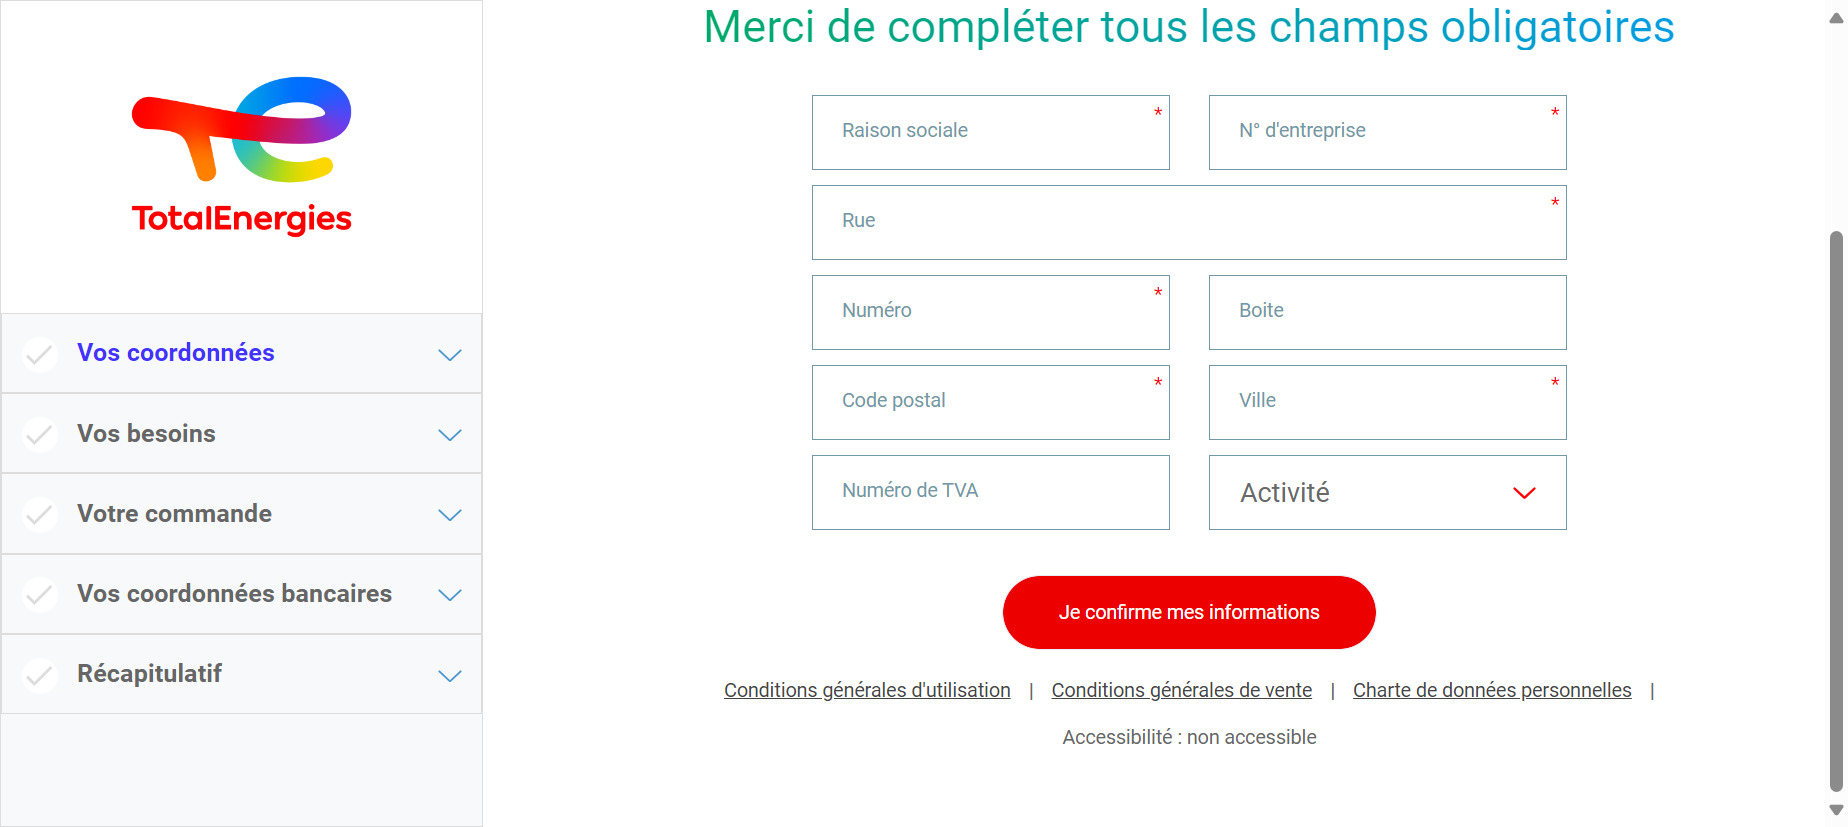 TotalEnergies
Vos coordonnées
Vos besoins
Votre commande
Vos coordonnées bancaires
Récapitulatif
Merci de compléter tous les champs obligatoires
Raison sociale *
N° d'entreprise *
Rue *
Numéro *
Boite
Code postal *
Ville *
Numéro de TVA
Activité
Je confirme mes informations
Conditions générales d'utilisation | Conditions générales de vente | Charte de données personnelles |
Accessibilité : non accessible